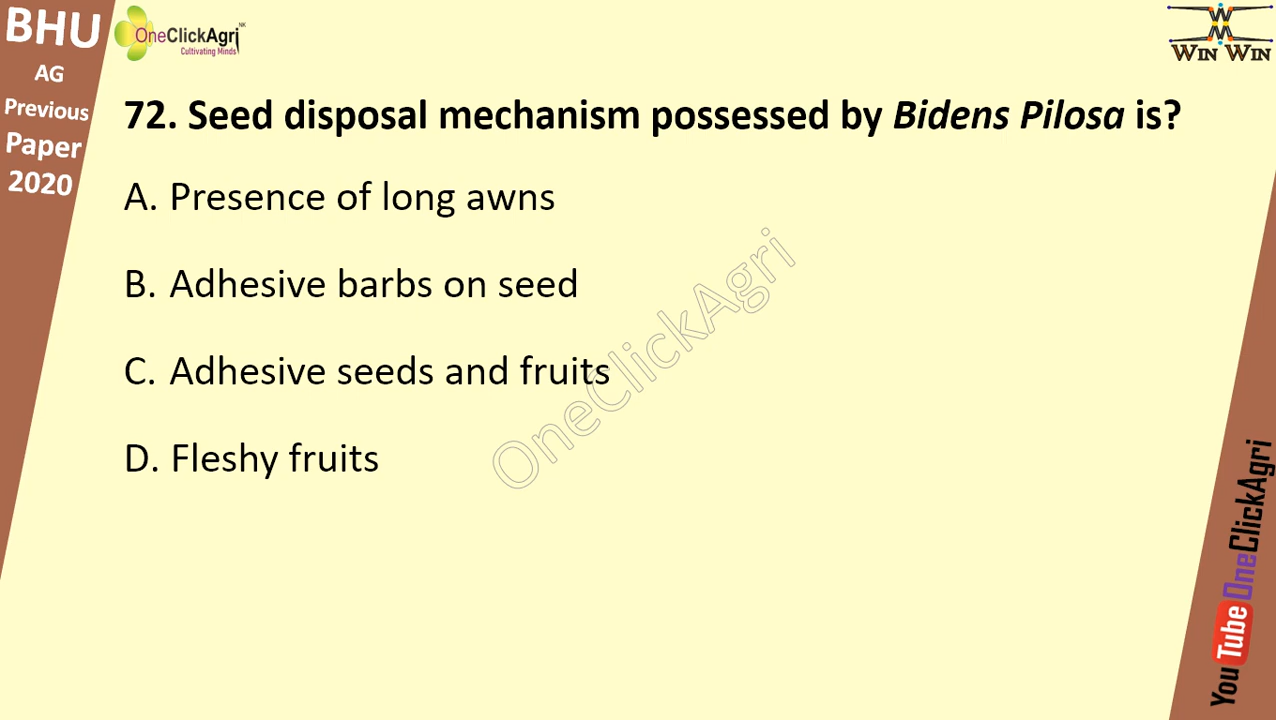 BHU
AG
Previous
Paper
2020
OneClickAgri NK
Cultivating Minds
WIN WIN
72. Seed disposal mechanism possessed by Bidens Pilosa is?
A. Presence of long awns
B. Adhesive barbs on seed
C. Adhesive seeds and fruits
D. Fleshy fruits
OneClickAgri
YouTube OneClickAgri